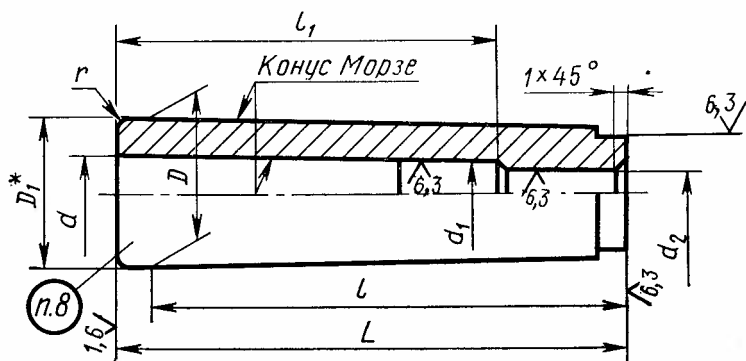 l₁
r
Конус Морзе
1×45°
6,3
D₁*
d
D
6,3
d₁
6,3
d₂
п.8
1,6
l
6,3
L